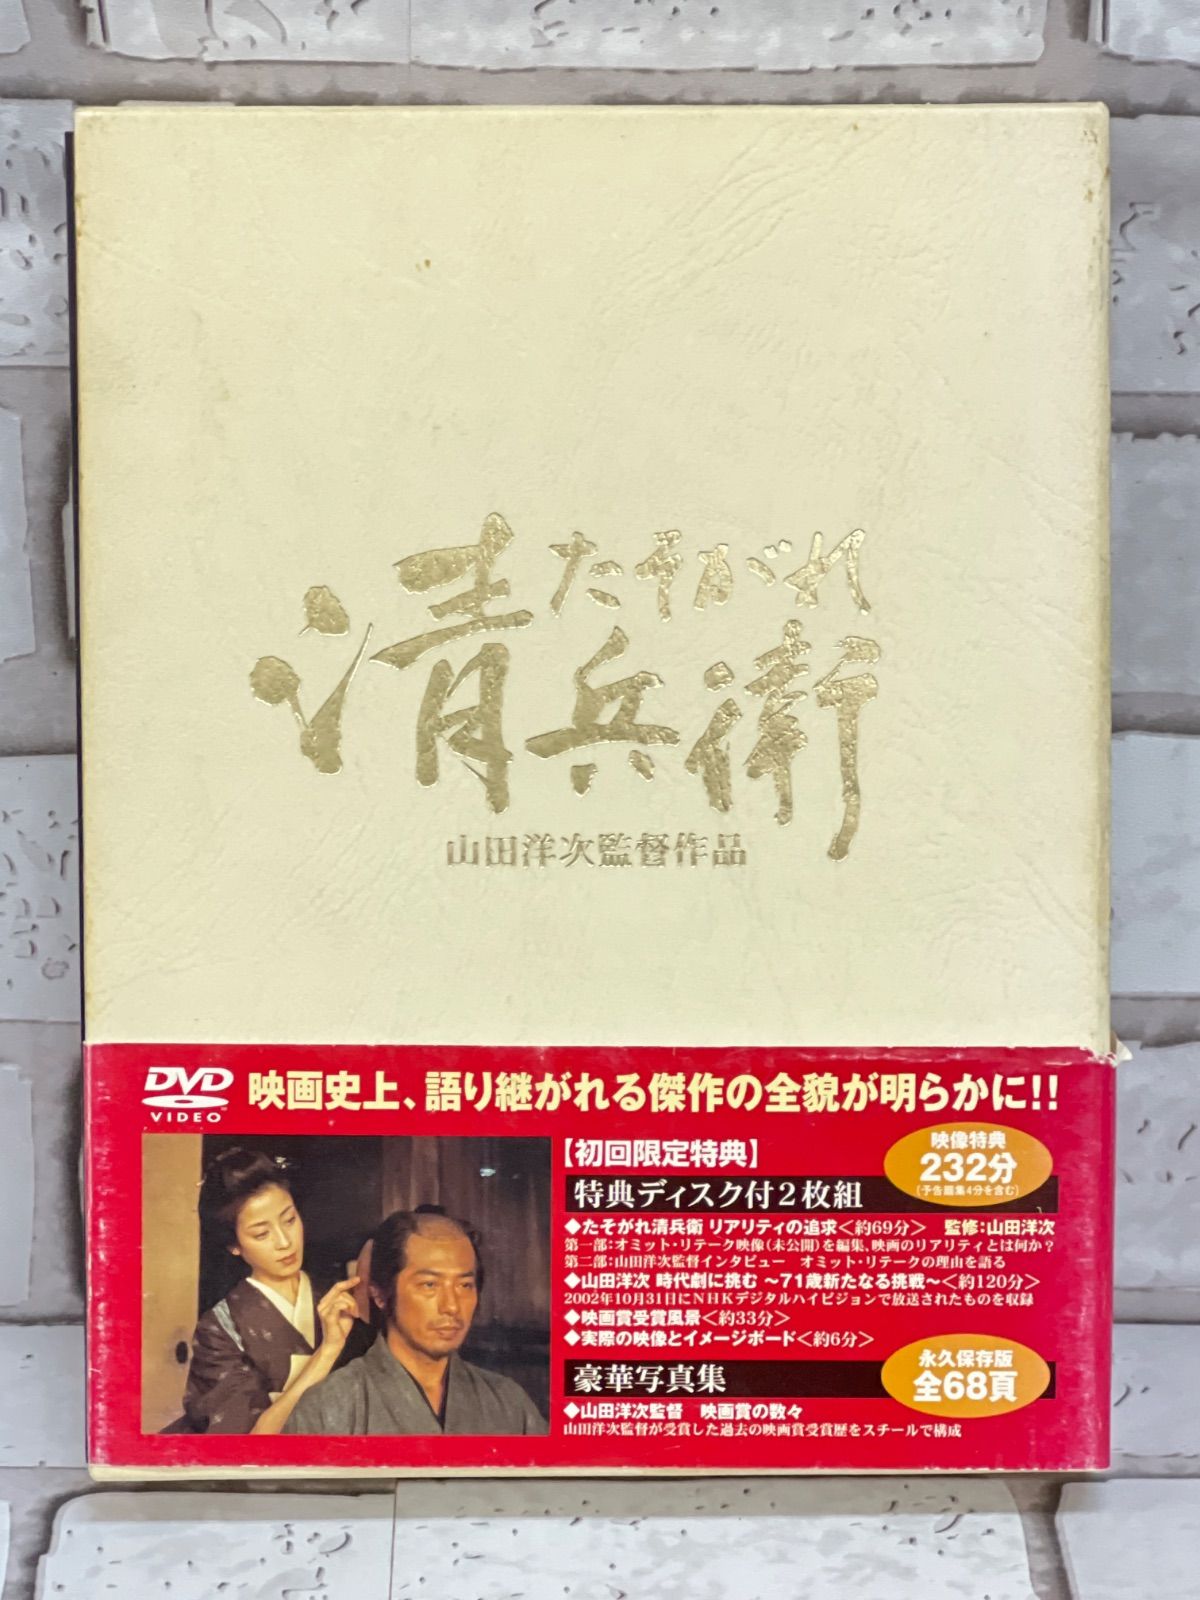 たそがれ
清兵衛
山田洋次監督作品
DVD
VIDEO
映画史上、語り継がれる傑作の全貌が明らかに!!
【初回限定特典】
映像特典
232分
(予告編集4分を含む)
特典ディスク付2枚組
◆たそがれ清兵衛 リアリティの追求<約69分> 監修:山田洋次
第一部:オミット・リテーク映像(未公開)を編集、映画のリアリティとは何か?
第二部:山田洋次監督インタビュー オミット・リテークの理由を語る
◆山田洋次 時代劇に挑む 〜71歳新たなる挑戦〜<約120分>
2002年10月31日にNHKデジタルハイビジョンで放送されたものを収録
◆映画賞受賞風景<約33分>
◆実際の映像とイメージボード<約6分>
永久保存版
全68頁
豪華写真集
◆山田洋次監督 映画賞の数々
山田洋次監督が受賞した過去の映画賞受賞歴をスチールで構成